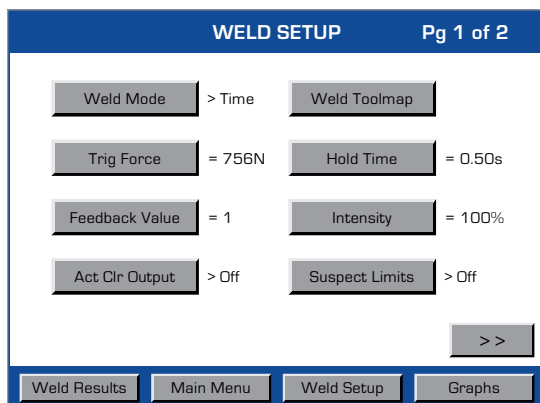 WELD SETUP Pg 1 of 2
Weld Mode > Time Weld Toolmap
Trig Force = 756N Hold Time = 0.50s
Feedback Value = 1 Intensity = 100%
Act Clr Output > Off Suspect Limits > Off
>>
Weld Results Main Menu Weld Setup Graphs